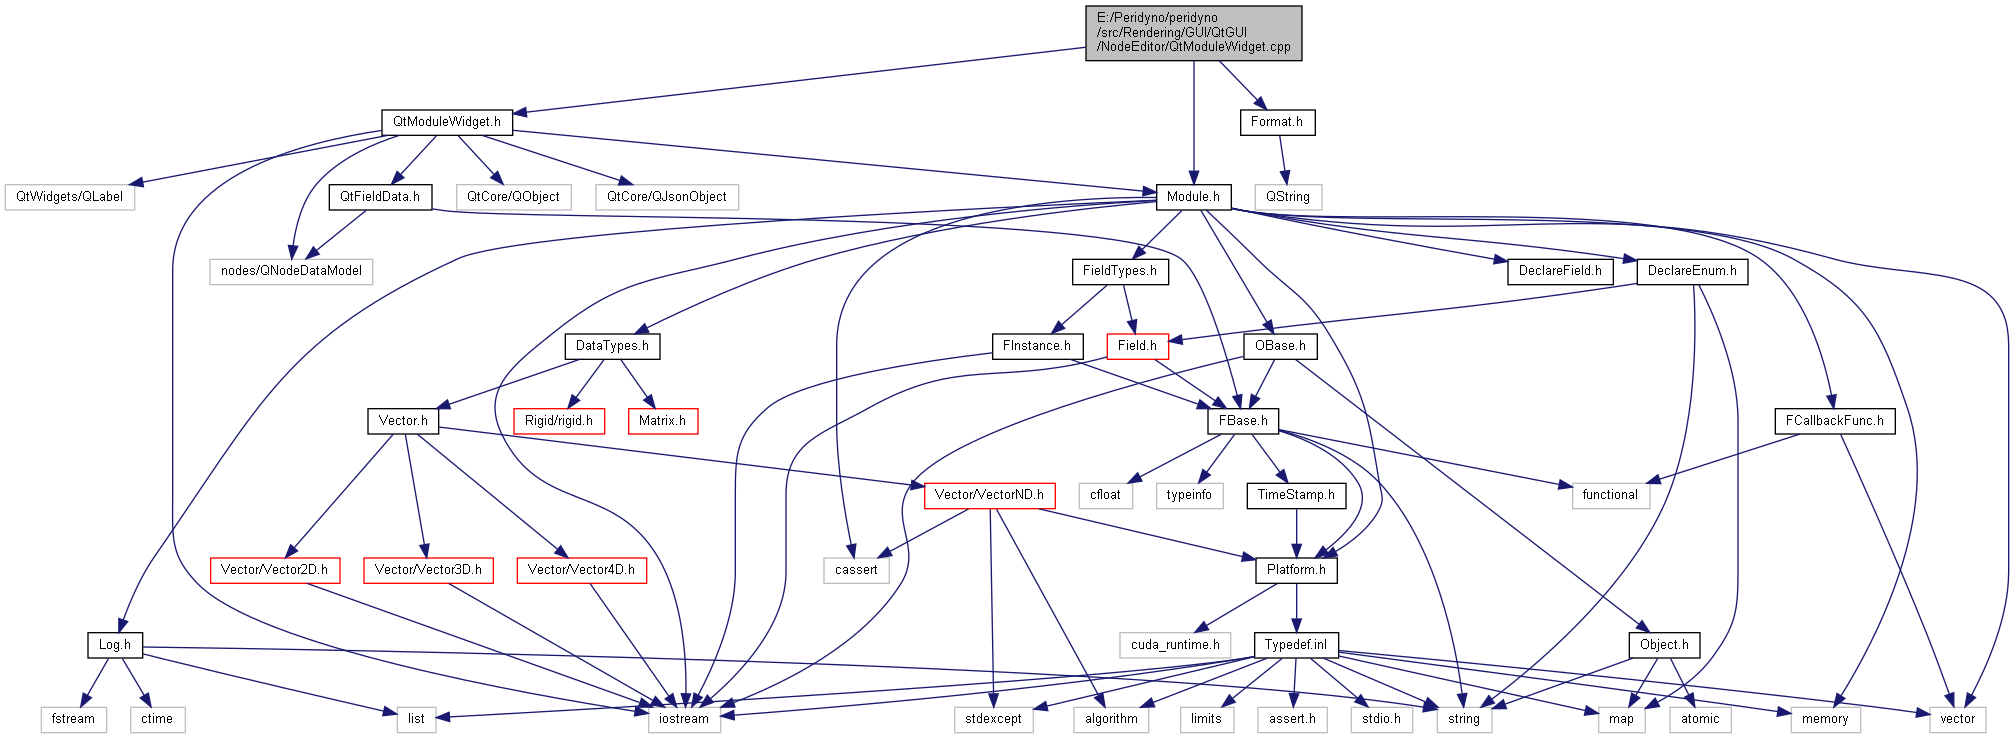 E:/Peridyno/peridyno
/src/Rendering/GUI/QtGUI
/NodeEditor/QtModuleWidget.cpp
QtModuleWidget.h
Format.h
QtWidgets/QLabel
QtFieldData.h
QtCore/QObject
QtCore/QJsonObject
Module.h
QString
nodes/QNodeDataModel
FieldTypes.h
DeclareField.h
DeclareEnum.h
DataTypes.h
FInstance.h
Field.h
OBase.h
Vector.h
Rigid/rigid.h
Matrix.h
FBase.h
FCallbackFunc.h
Vector/VectorND.h
cfloat
typeinfo
TimeStamp.h
functional
Vector/Vector2D.h
Vector/Vector3D.h
Vector/Vector4D.h
cassert
Platform.h
Log.h
cuda_runtime.h
Typedef.inl
Object.h
fstream
ctime
list
iostream
stdexcept
algorithm
limits
assert.h
stdio.h
string
map
atomic
memory
vector